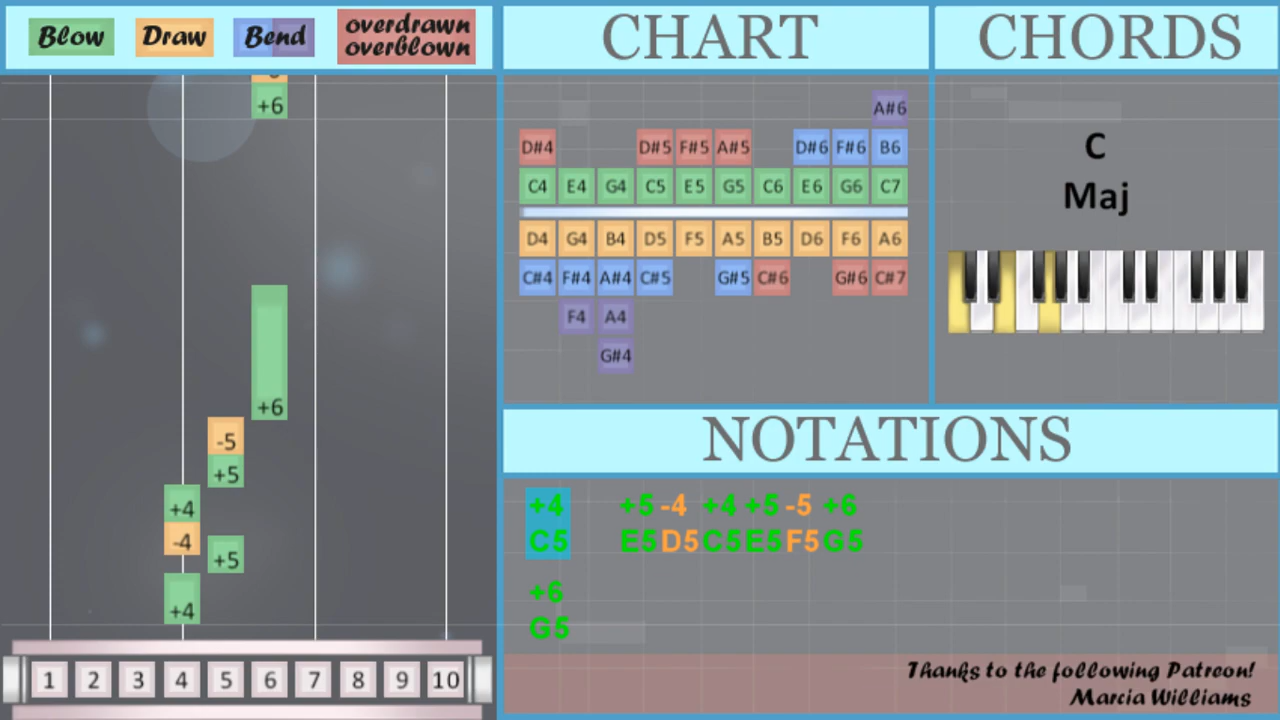 Blow Draw Bend overdrawn
overblown
CHART
CHORDS
+6
+6
-5
+5
+4
-4
+5
+4
1 2 3 4 5 6 7 8 9 10
A#6
D#4 D#5 F#5 A#5 D#6 F#6 B6
C4 E4 G4 C5 E5 G5 C6 E6 G6 C7
D4 G4 B4 D5 F5 A5 B5 D6 F6 A6
C#4 F#4 A#4 C#5 G#5 C#6 G#6 C#7
F4 A4
G#4
C
Maj
NOTATIONS
+4 +5 -4 +4 +5 -5 +6
C5 E5 D5 C5 E5 F5 G5
+6
G5
Thanks to the following Patreon!
Marcia Williams